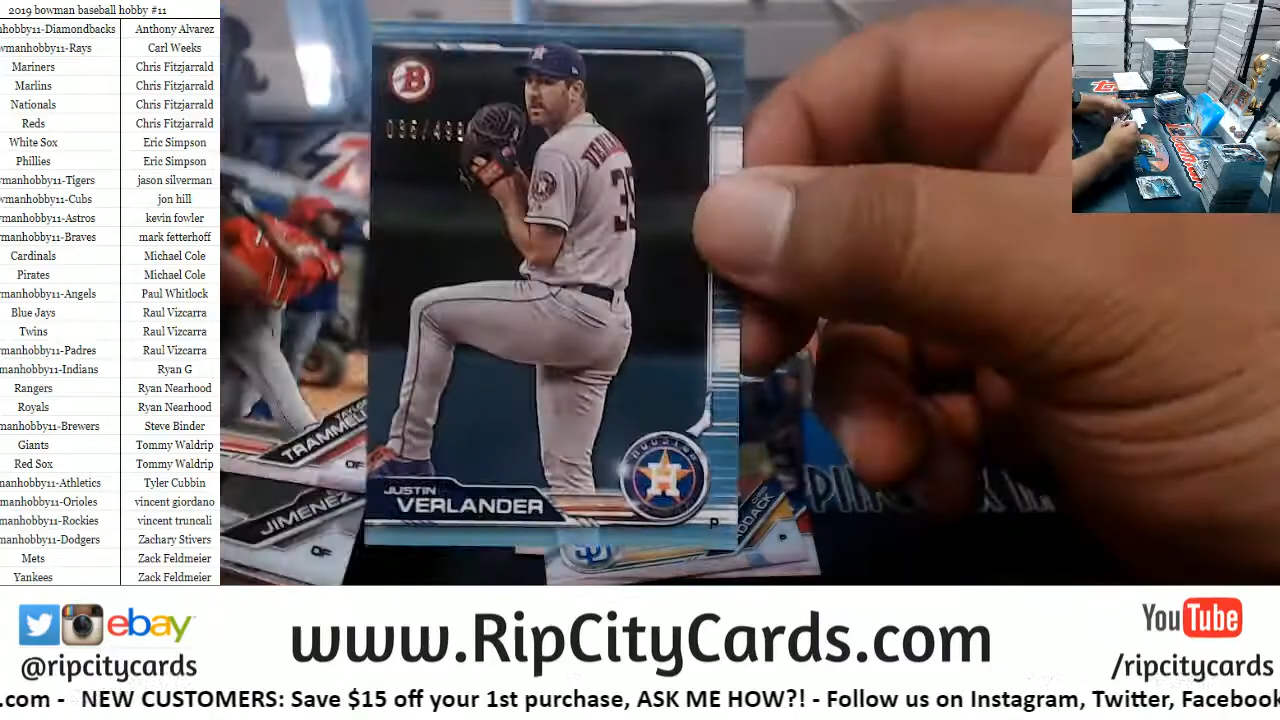 2019 bowman baseball hobby #11
hobby11-Diamondbacks Anthony Alvarez
wmanhobby11-Rays Carl Weeks
Mariners Chris Fitzjarrald
Marlins Chris Fitzjarrald
Nationals Chris Fitzjarrald
Reds Chris Fitzjarrald
White Sox Eric Simpson
Phillies Eric Simpson
wmanhobby11-Tigers jason silverman
manhobby11-Cubs jon hill
manhobby11-Astros kevin fowler
manhobby11-Braves mark fetterhoff
Cardinals Michael Cole
Pirates Michael Cole
manhobby11-Angels Paul Whitlock
Blue Jays Raul Vizcarra
Twins Raul Vizcarra
manhobby11-Padres Raul Vizcarra
manhobby11-Indians Ryan G
Rangers Ryan Nearhood
Royals Ryan Nearhood
manhobby11-Brewers Steve Binder
Giants Tommy Waldrip
Red Sox Tommy Waldrip
manhobby11-Athletics Tyler Cubbin
manhobby11-Orioles vincent giordano
manhobby11-Rockies vincent truncali
manhobby11-Dodgers Zachary Stivers
Mets Zack Feldmeier
Yankees Zack Feldmeier
B
HOUSTON
H
JUSTIN
VERLANDER
P
TRAMMELL
OF
JIMENEZ
OF
ebay
@ripcitycards
www.RipCityCards.com
YouTube
/ripcitycards
.com - NEW CUSTOMERS: Save $15 off your 1st purchase, ASK ME HOW?! - Follow us on Instagram, Twitter, Facebook